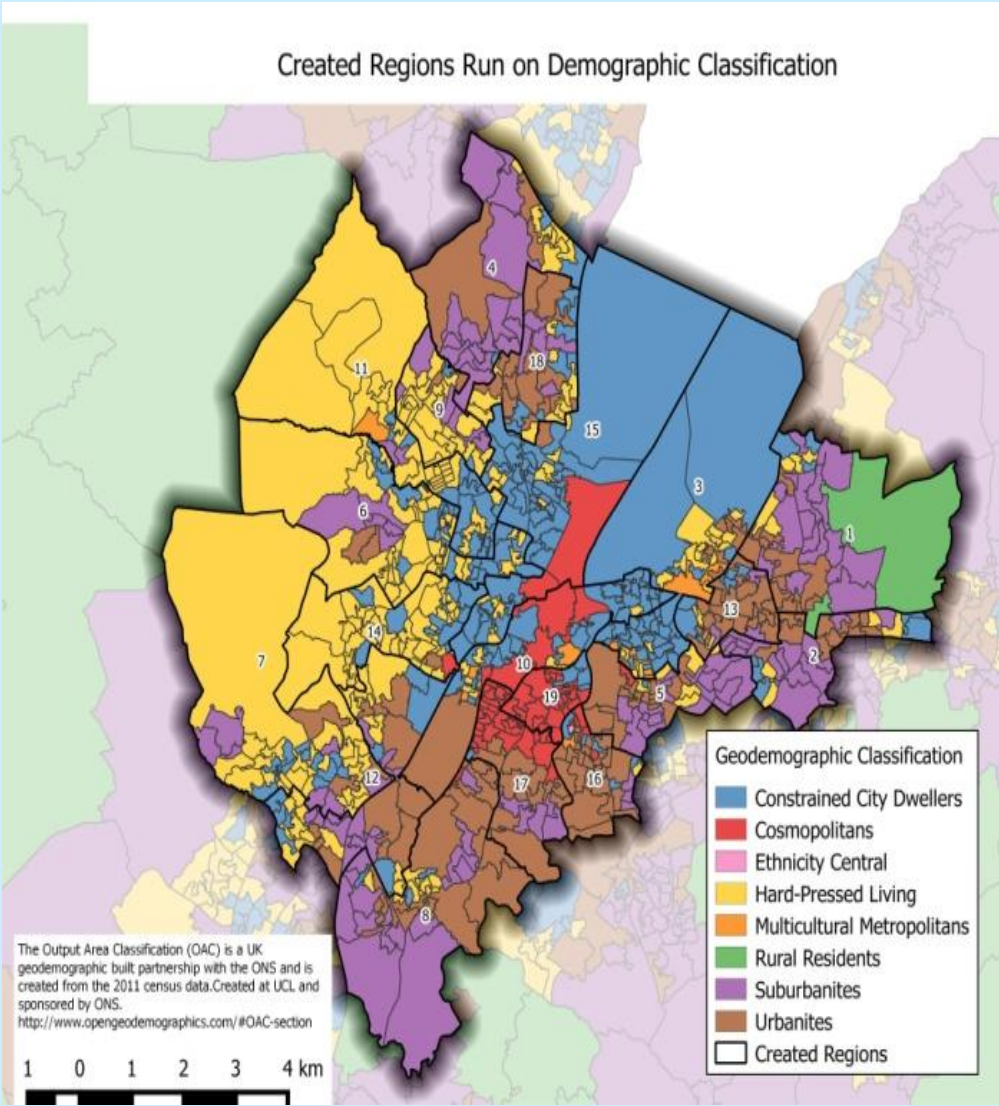 Created Regions Run on Demographic Classification
4
11
18
9
15
3
6
1
13
14
7
2
10
5
19
12
17
16
8
Geodemographic Classification
Constrained City Dwellers
Cosmopolitans
Ethnicity Central
Hard-Pressed Living
Multicultural Metropolitans
Rural Residents
Suburbanites
Urbanites
Created Regions
The Output Area Classification (OAC) is a UK
geodemographic built partnership with the ONS and is
created from the 2011 census data.Created at UCL and
sponsored by ONS.
http://www.opengeodemographics.com/#OAC-section
1 0 1 2 3 4 km